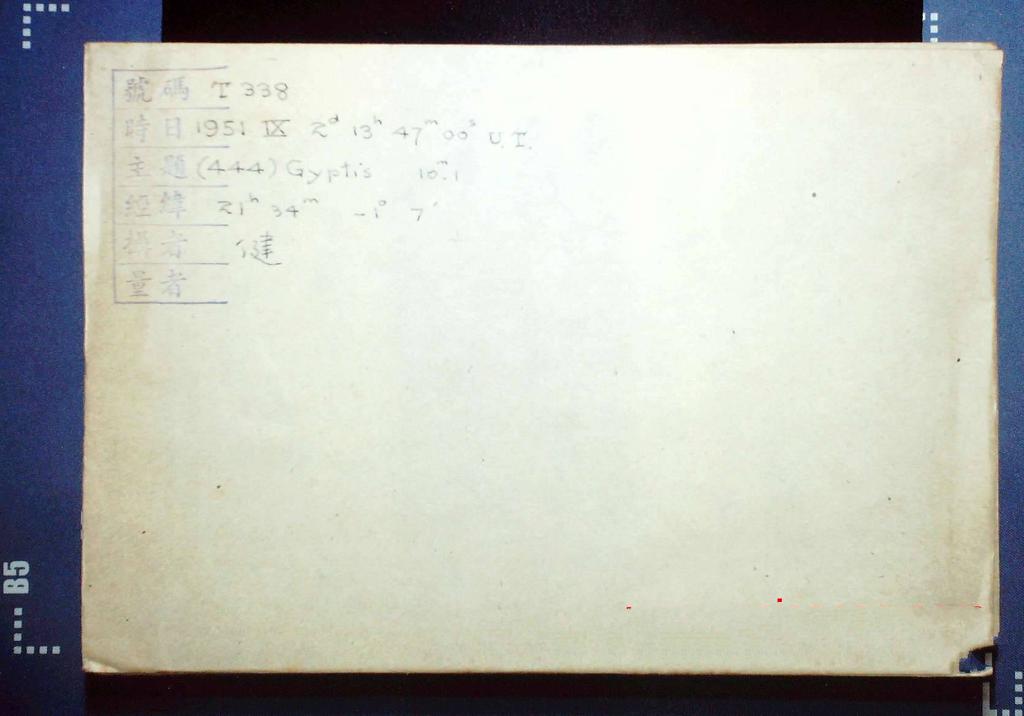 號碼 T 338
時日 1951 IX 2ᵈ 13ʰ 47ᵐ 00ˢ U.T.
主題 (444) Gyptis 10ᵐ.1
經緯 21ʰ 34ᵐ -1° 7′
攝者 健
量者
B5